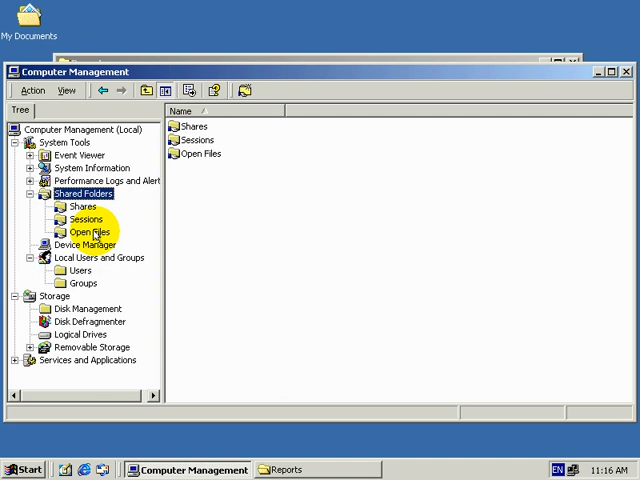 My Documents
Computer Management
Action View
Tree
Name
Computer Management (Local)
System Tools
Event Viewer
System Information
Performance Logs and Alert
Shared Folders
Shares
Sessions
Open Files
Device Manager
Local Users and Groups
Users
Groups
Storage
Disk Management
Disk Defragmenter
Logical Drives
Removable Storage
Services and Applications
Shares
Sessions
Open Files
Start
Computer Management
Reports
EN
11:16 AM